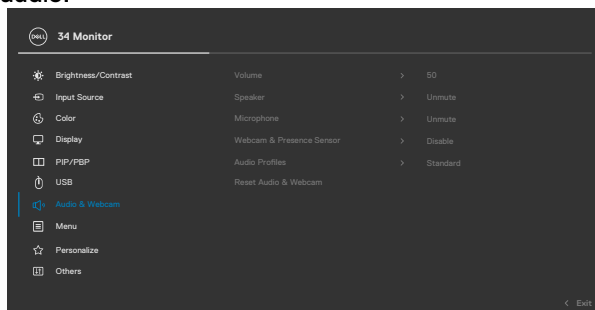 audio.
DELL 34 Monitor
Brightness/Contrast Volume > 50
Input Source Speaker > Unmute
Color Microphone > Unmute
Display Webcam & Presence Sensor > Disable
PIP/PBP Audio Profiles > Standard
USB Reset Audio & Webcam
Audio & Webcam
Menu
Personalize
Others
< Exit